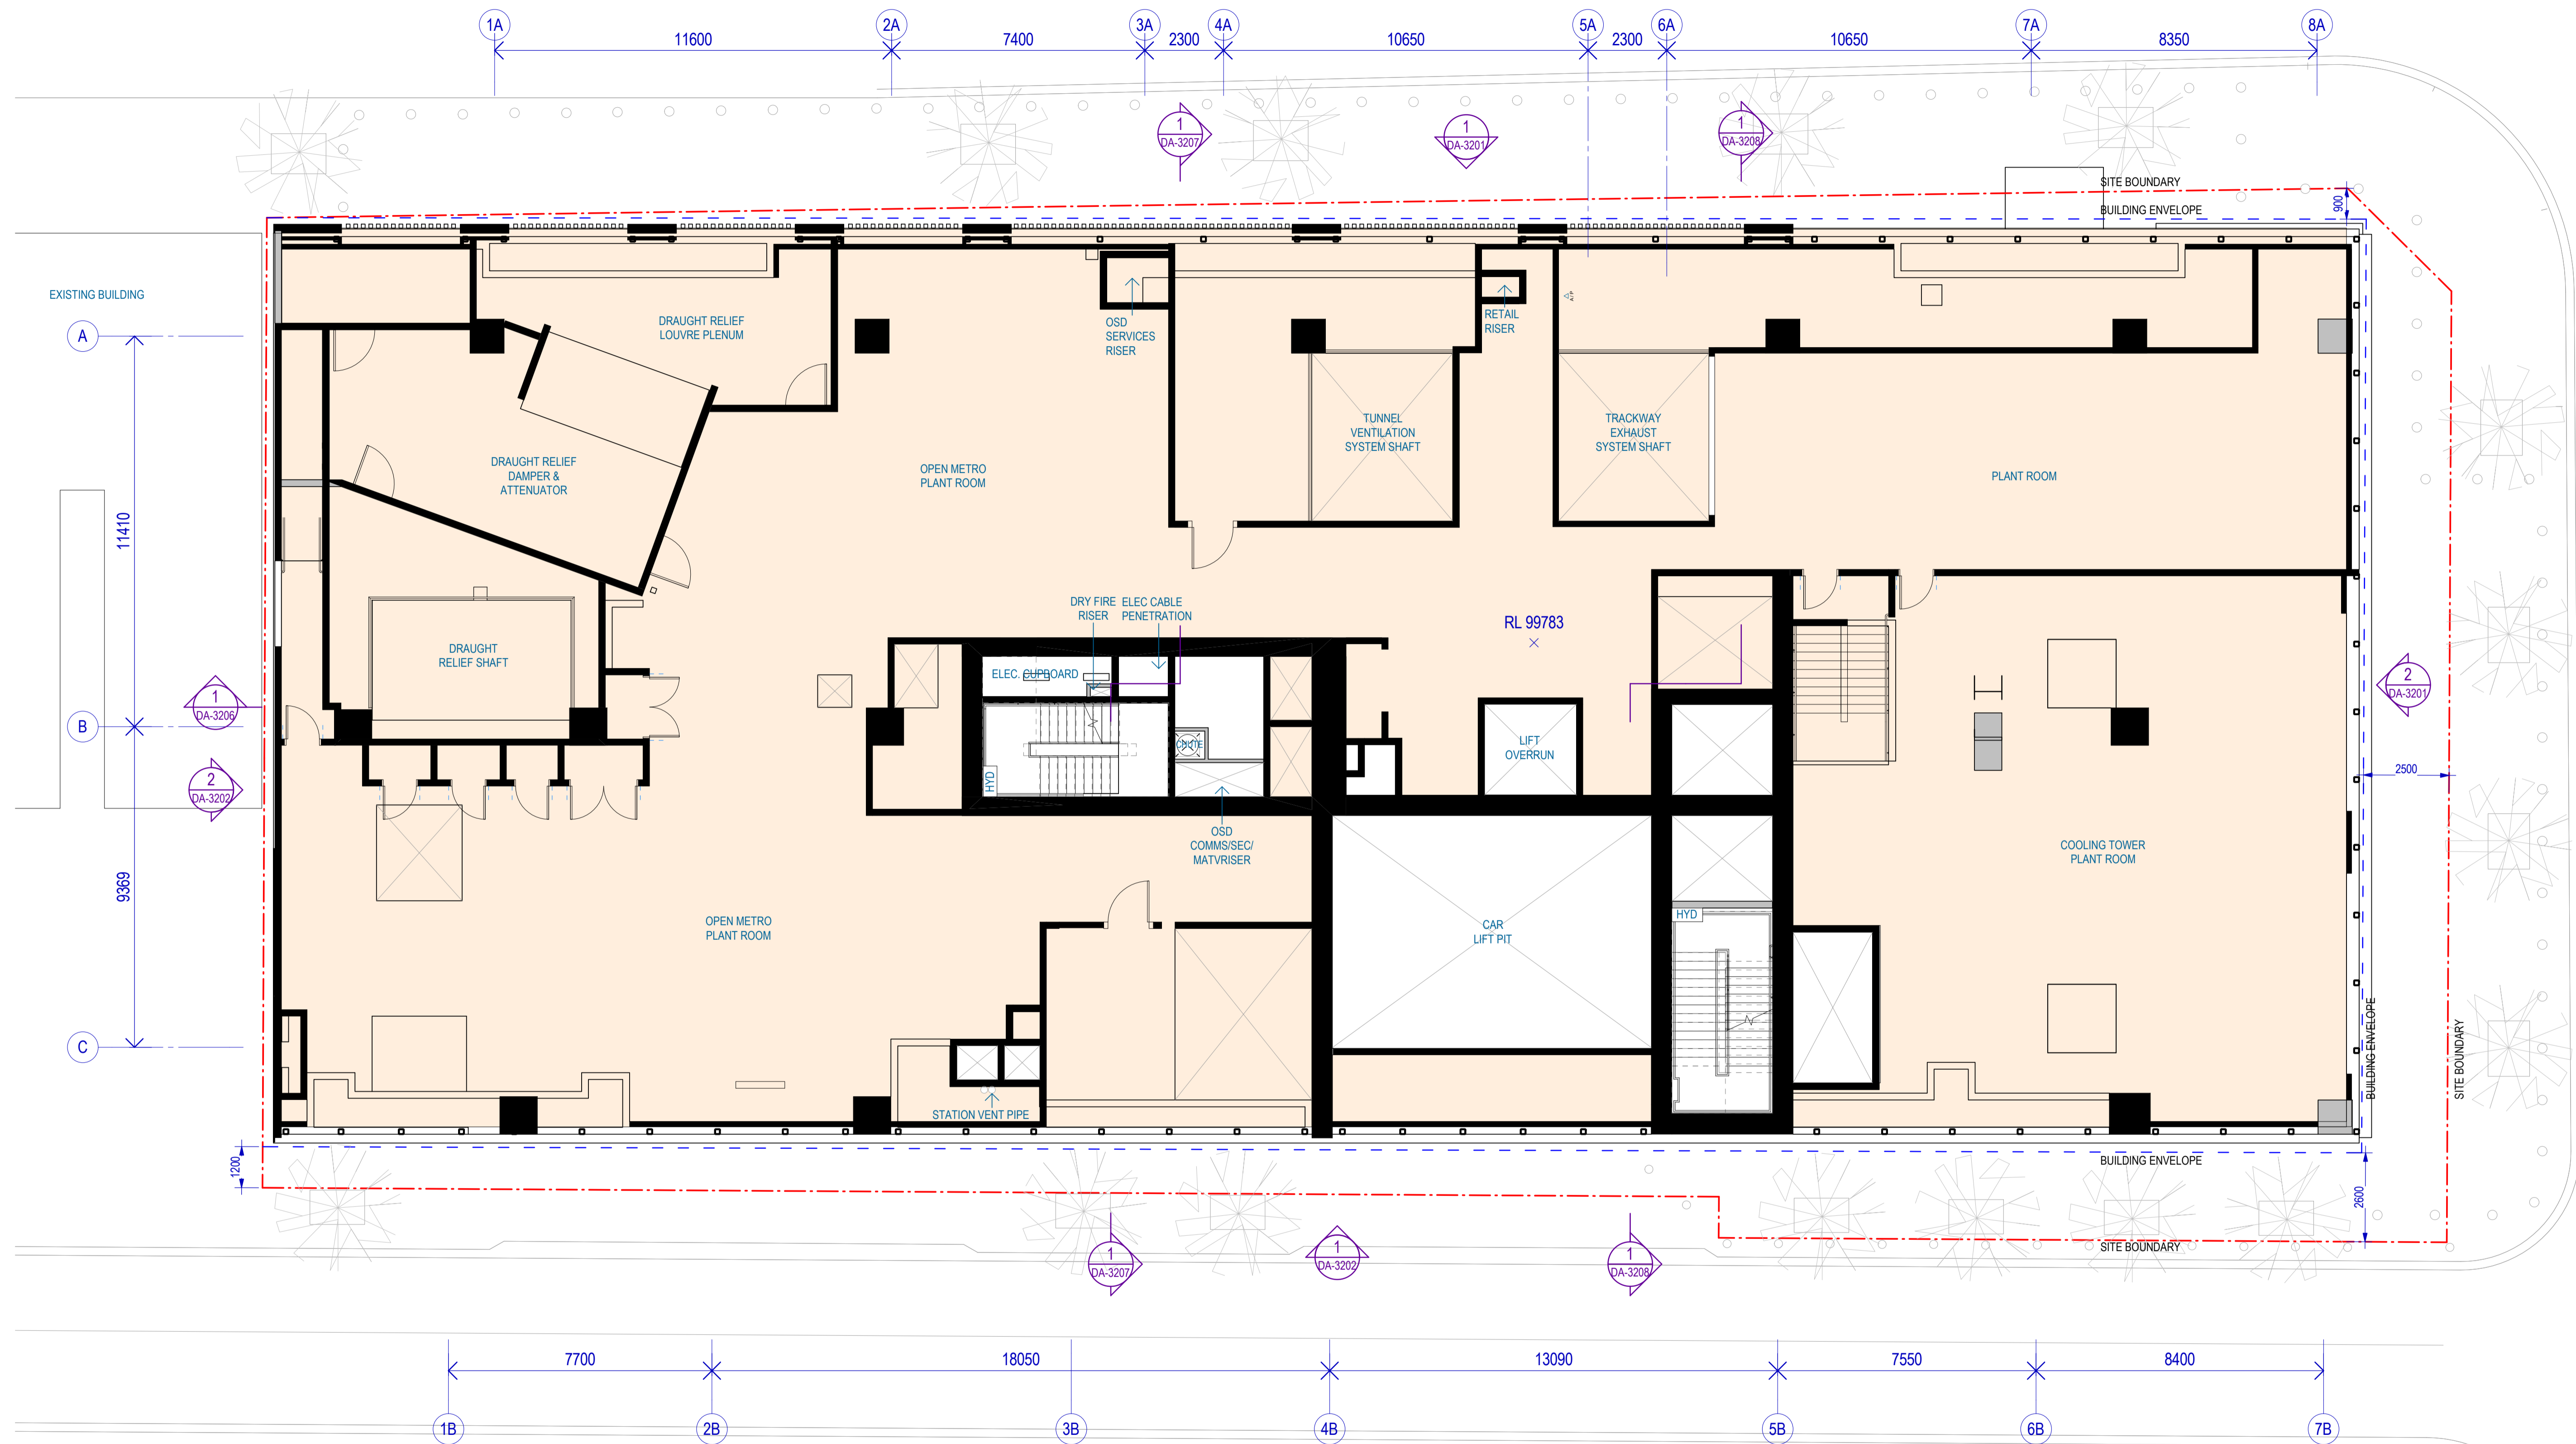 1A
2A
3A
4A
5A
6A
7A
8A
11600
7400
2300
10650
2300
10650
8350
1
DA-3207
1
DA-3201
1
DA-3208
SITE BOUNDARY
BUILDING ENVELOPE
900
EXISTING BUILDING
A
DRAUGHT RELIEF
LOUVRE PLENUM
OSD
SERVICES
RISER
RETAIL
RISER
TUNNEL
VENTILATION
SYSTEM SHAFT
TRACKWAY
EXHAUST
SYSTEM SHAFT
DRAUGHT RELIEF
DAMPER &
ATTENUATOR
OPEN METRO
PLANT ROOM
PLANT ROOM
11410
DRY FIRE
RISER
ELEC CABLE
PENETRATION
RL 99783
DRAUGHT
RELIEF SHAFT
ELEC. CUPBOARD
1
DA-3206
2
DA-3201
B
CHUTE
LIFT
OVERRUN
HYD
2500
2
DA-3202
OSD
COMMS/SEC/
MATVRISER
COOLING TOWER
PLANT ROOM
9369
OPEN METRO
PLANT ROOM
CAR
LIFT PIT
HYD
C
BUILDING ENVELOPE
SITE BOUNDARY
STATION VENT PIPE
1200
BUILDING ENVELOPE
2600
SITE BOUNDARY
1
DA-3207
1
DA-3202
1
DA-3208
7700
18050
13090
7550
8400
1B
2B
3B
4B
5B
6B
7B